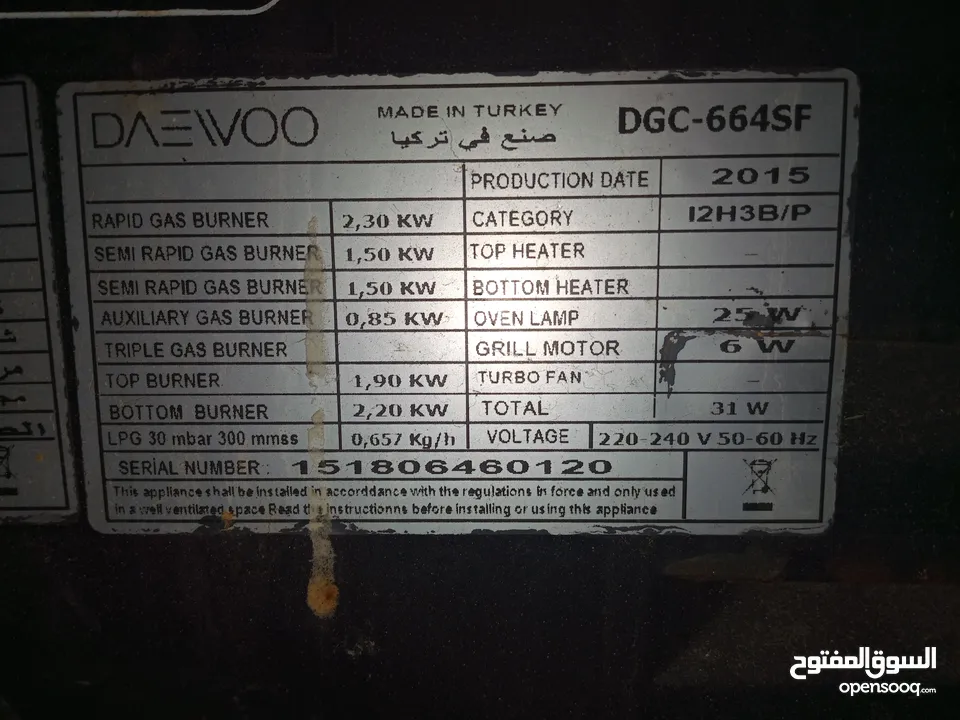 DAEWOO MADE IN TURKEY DGC-664SF
صنع في تركيا
PRODUCTION DATE 2015
RAPID GAS BURNER 2,30 KW CATEGORY I2H3B/P
SEMI RAPID GAS BURNER 1,50 KW TOP HEATER –
SEMI RAPID GAS BURNER 1,50 KW BOTTOM HEATER
AUXILIARY GAS BURNER 0,85 KW OVEN LAMP 25 W
TRIPLE GAS BURNER GRILL MOTOR 6 W
TOP BURNER 1,90 KW TURBO FAN –
BOTTOM BURNER 2,20 KW TOTAL 31 W
LPG 30 mbar 300 mmss 0,657 Kg/h VOLTAGE 220-240 V 50-60 Hz
SERİAL NUMBER : 151806460120
This appliance shall be installed in accorddance with the regulations in force and only used
in a well ventilated space Read the instructionns before installing or using this appliance
السوق المفتوح
opensooq.com